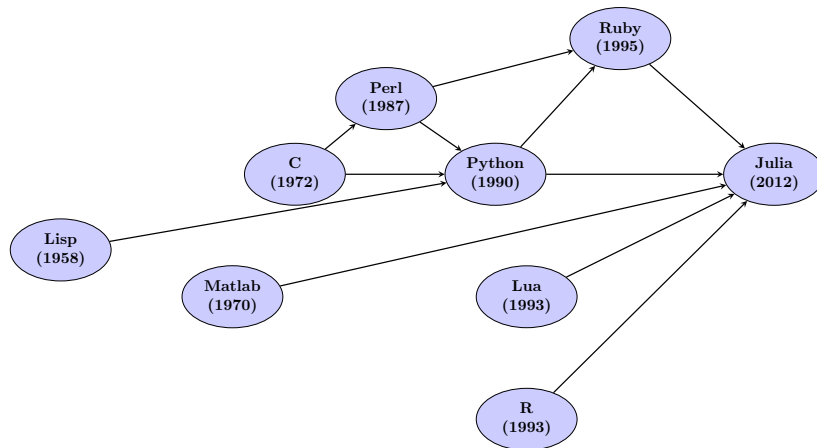 Ruby
(1995)
Perl
(1987)
C
(1972)
Python
(1990)
Julia
(2012)
Lisp
(1958)
Matlab
(1970)
Lua
(1993)
R
(1993)